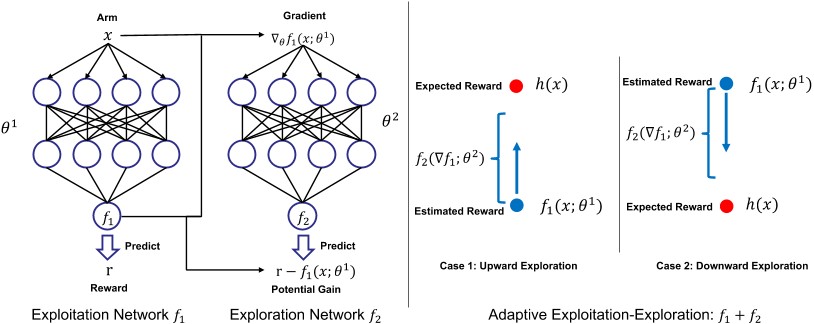 Arm
x
θ¹
f₁
Predict
r
Reward
Exploitation Network f₁
Gradient
∇θf₁(x; θ¹)
θ²
f₂
Predict
r − f₁(x; θ¹)
Potential Gain
Exploration Network f₂
Expected Reward h(x)
f₂(∇f₁; θ²)
Estimated Reward f₁(x; θ¹)
Case 1: Upward Exploration
Estimated Reward f₁(x; θ¹)
f₂(∇f₁; θ²)
Expected Reward h(x)
Case 2: Downward Exploration
Adaptive Exploitation-Exploration: f₁ + f₂